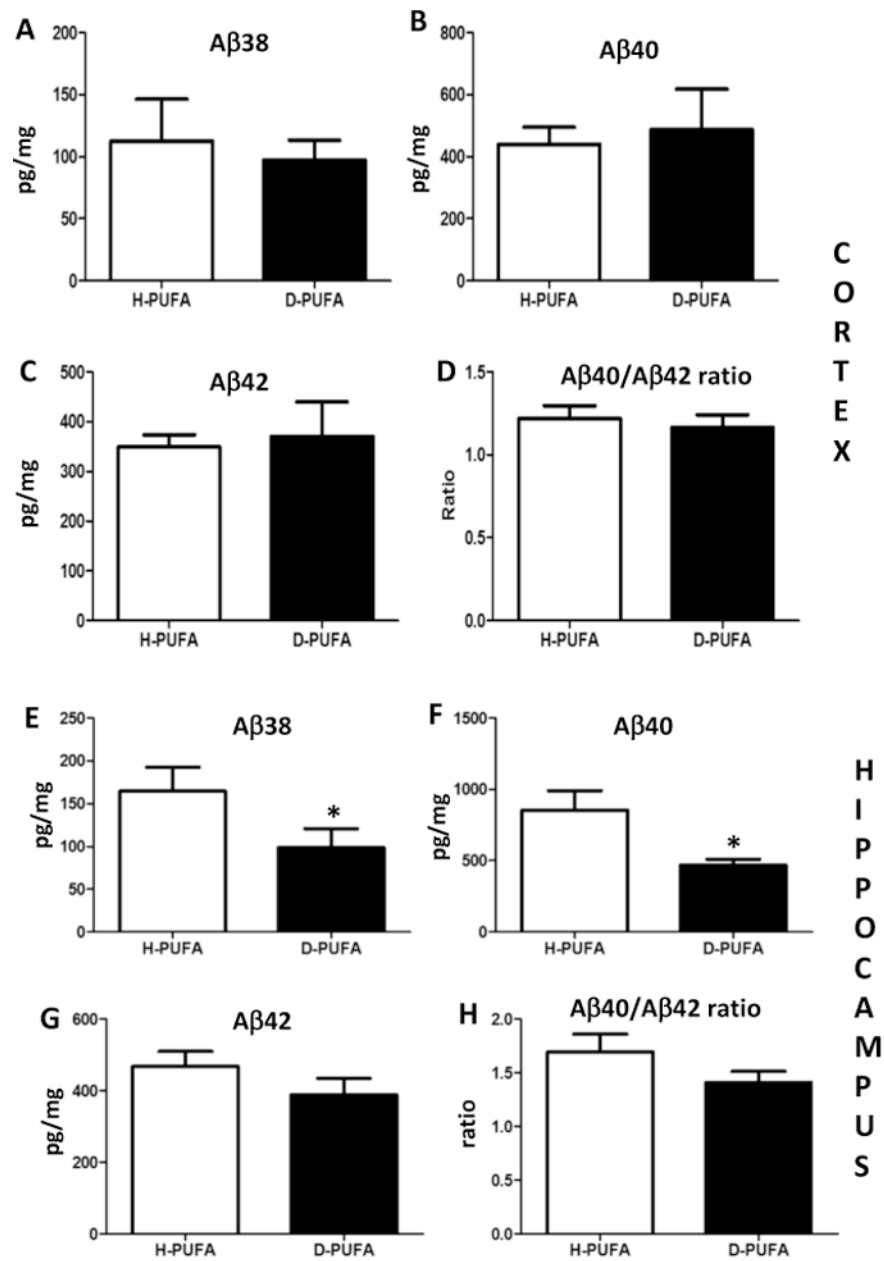 A
Aβ38
200
150
100
50
0
pg/mg
H-PUFA
D-PUFA
B
Aβ40
800
600
400
200
0
pg/mg
H-PUFA
D-PUFA
C
Aβ42
500
400
300
200
100
0
pg/mg
H-PUFA
D-PUFA
D
Aβ40/Aβ42 ratio
1.5
1.0
0.5
0.0
Ratio
H-PUFA
D-PUFA
CORTEX
E
Aβ38
250
200
150
100
50
0
pg/mg
*
H-PUFA
D-PUFA
F
Aβ40
1500
1000
500
0
pg/mg
*
H-PUFA
D-PUFA
G
Aβ42
600
400
200
0
pg/mg
H-PUFA
D-PUFA
H
Aβ40/Aβ42 ratio
2.0
1.5
1.0
0.5
0.0
ratio
H-PUFA
D-PUFA
HIPPOCAMPUS